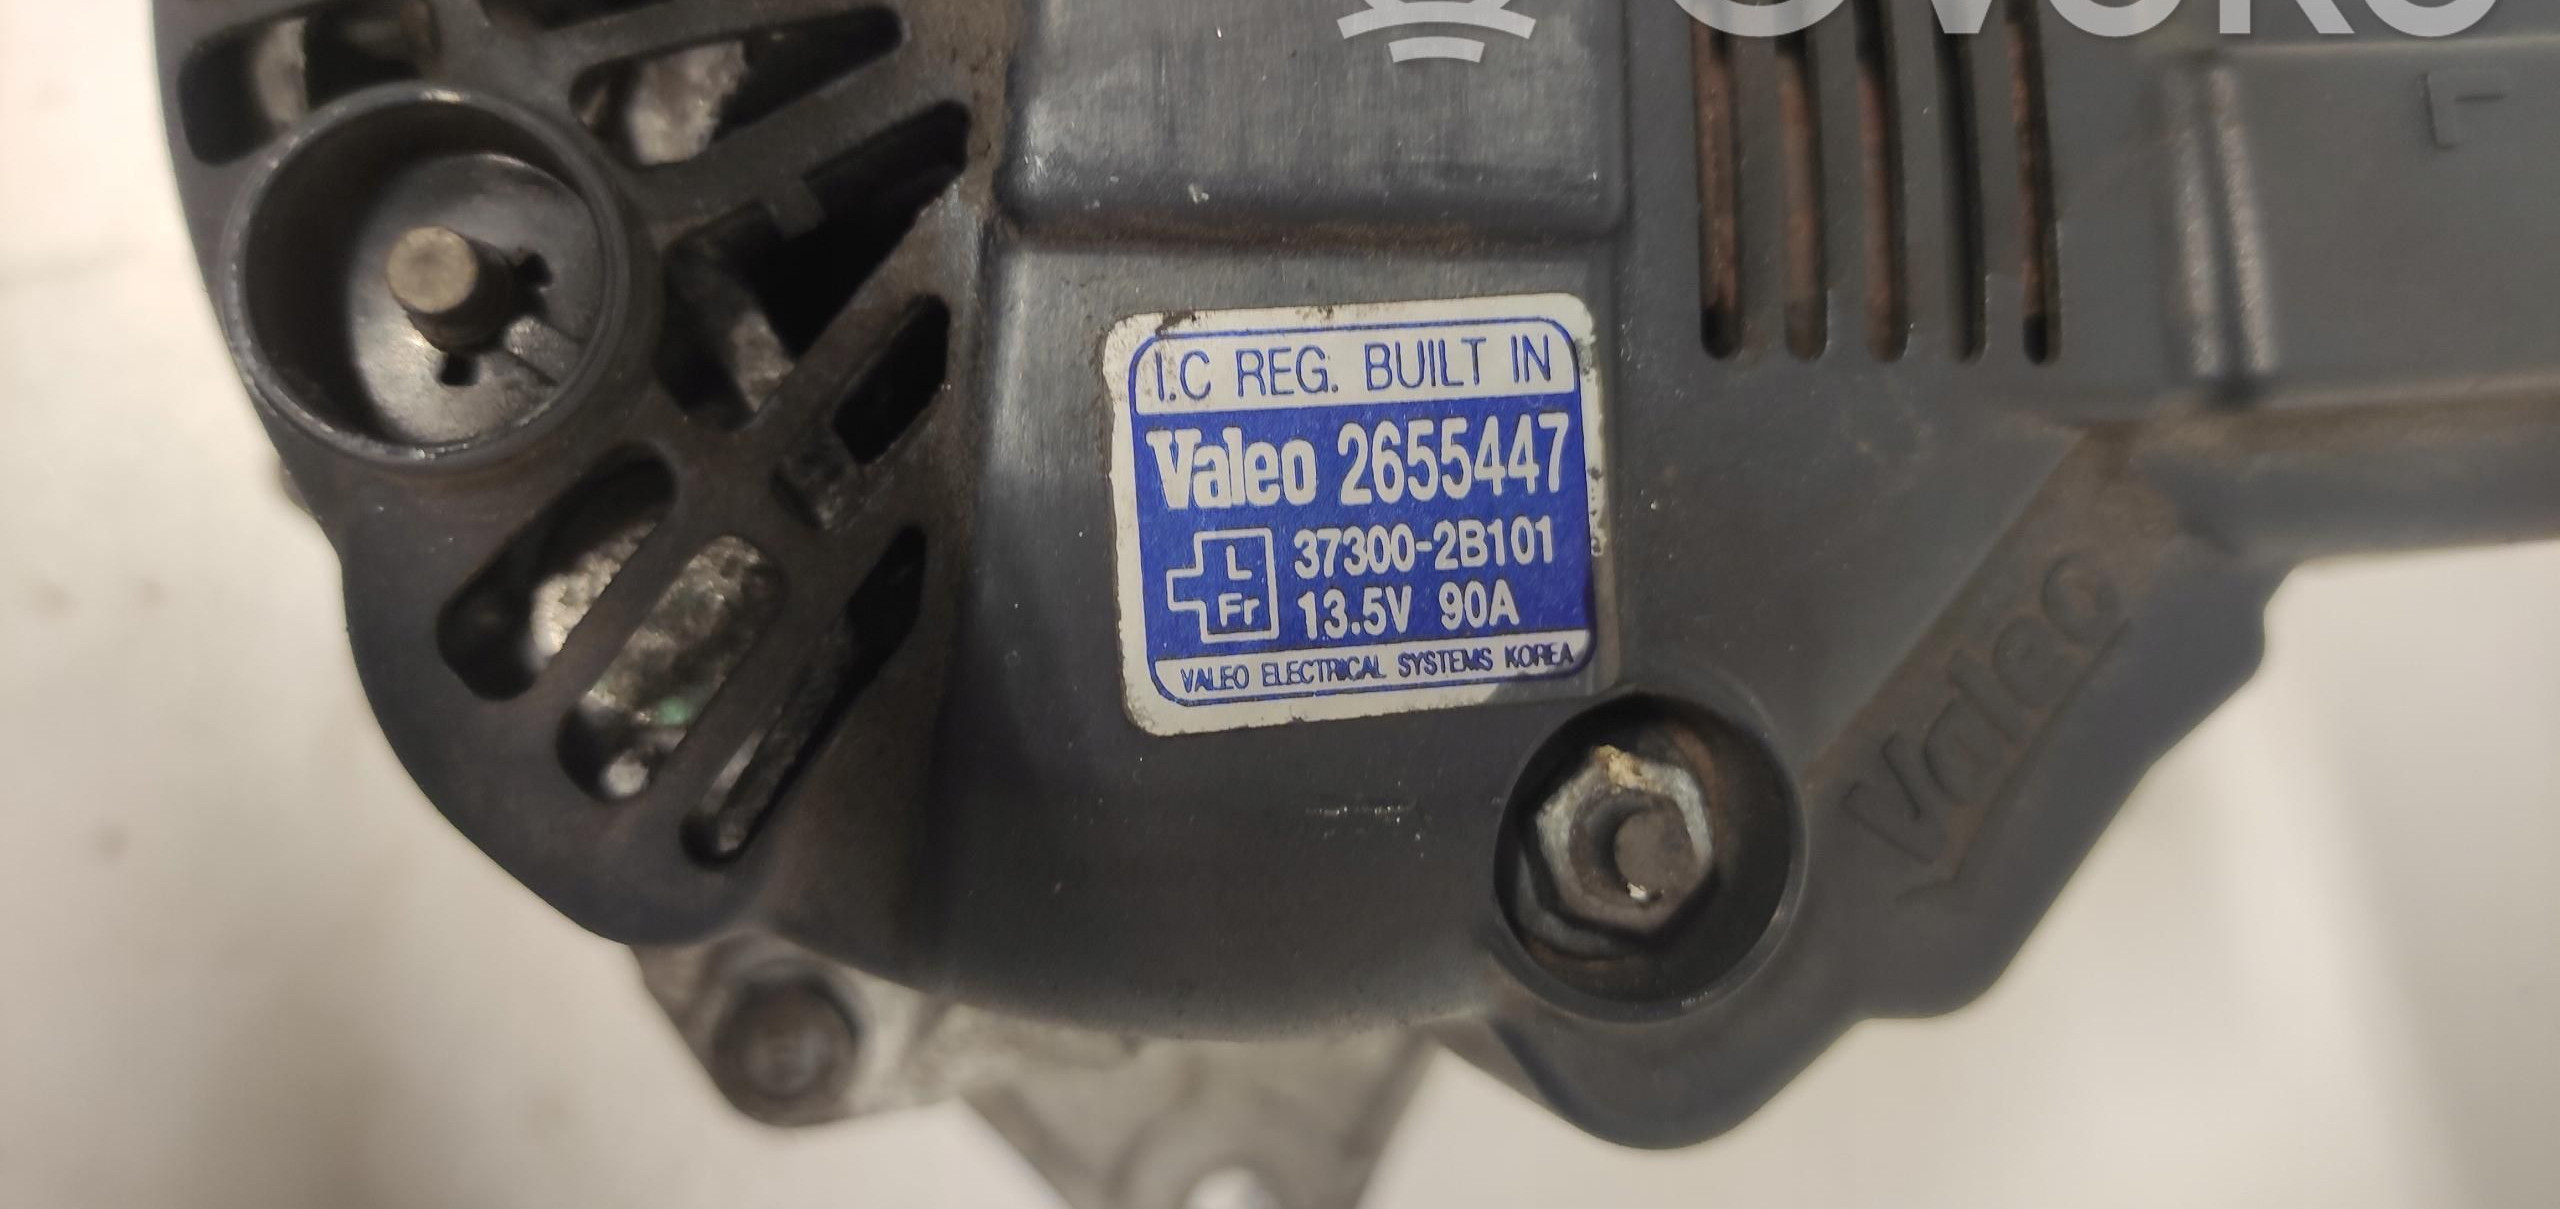 I.C REG. BUILT IN
Valeo 2655447
L 37300-2B101
Fr 13.5V 90A
VALEO ELECTRICAL SYSTEMS KOREA
Valeo